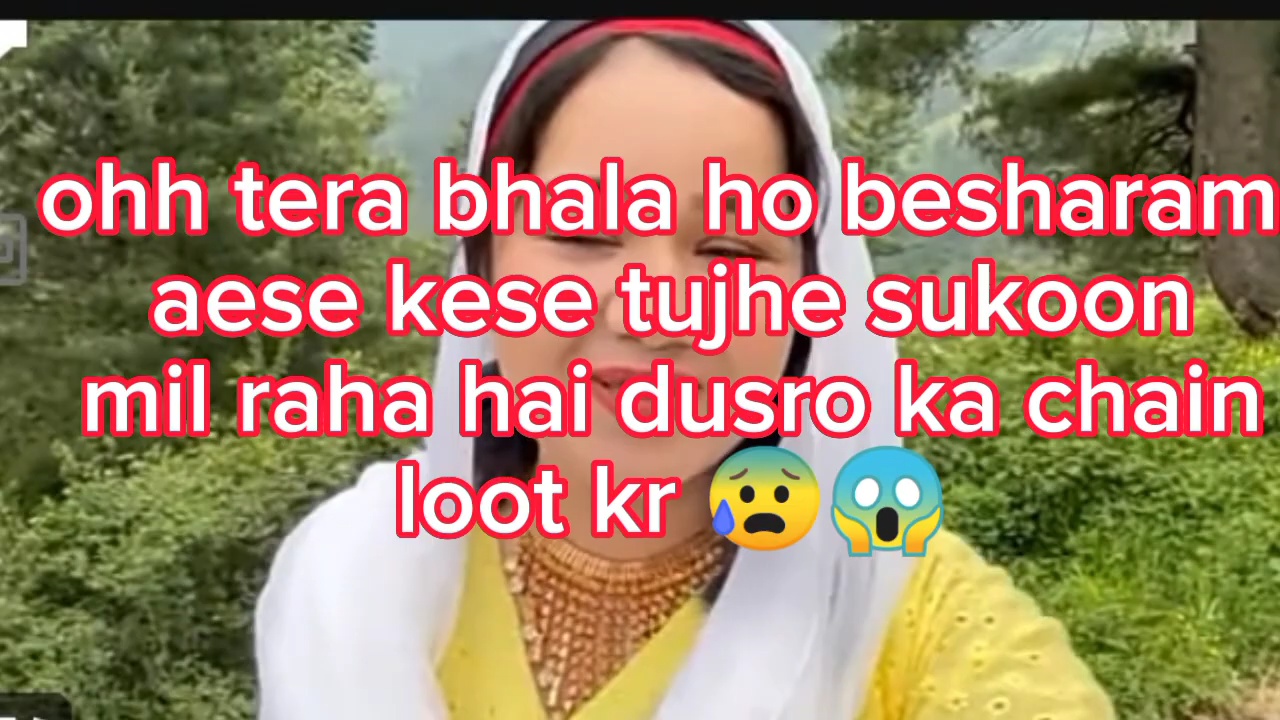 ohh tera bhala ho besharam
aese kese tujhe sukoon
mil raha hai dusro ka chain
loot kr 😰😱